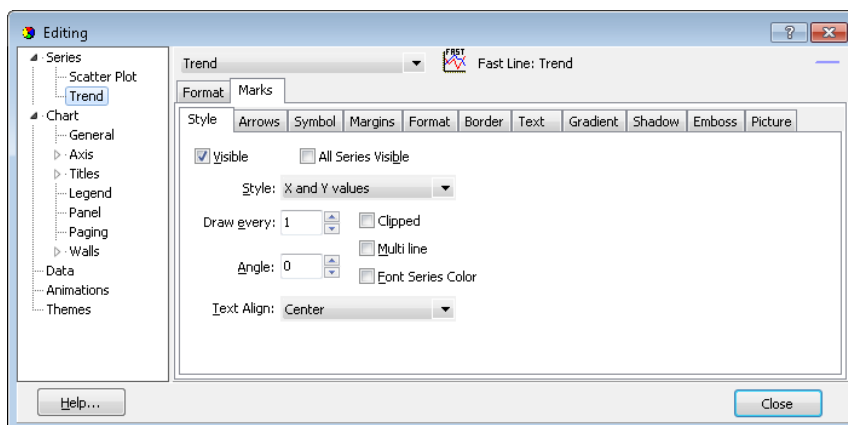 Editing
Series
Scatter Plot
Trend
Chart
General
Axis
Titles
Legend
Panel
Paging
Walls
Data
Animations
Themes
Trend
FAST
Fast Line: Trend
Format Marks
Style Arrows Symbol Margins Format Border Text Gradient Shadow Emboss Picture
Visible All Series Visible
Style: X and Y values
Draw every: 1 Clipped
Multi line
Angle: 0
Font Series Color
Text Align: Center
Help... Close